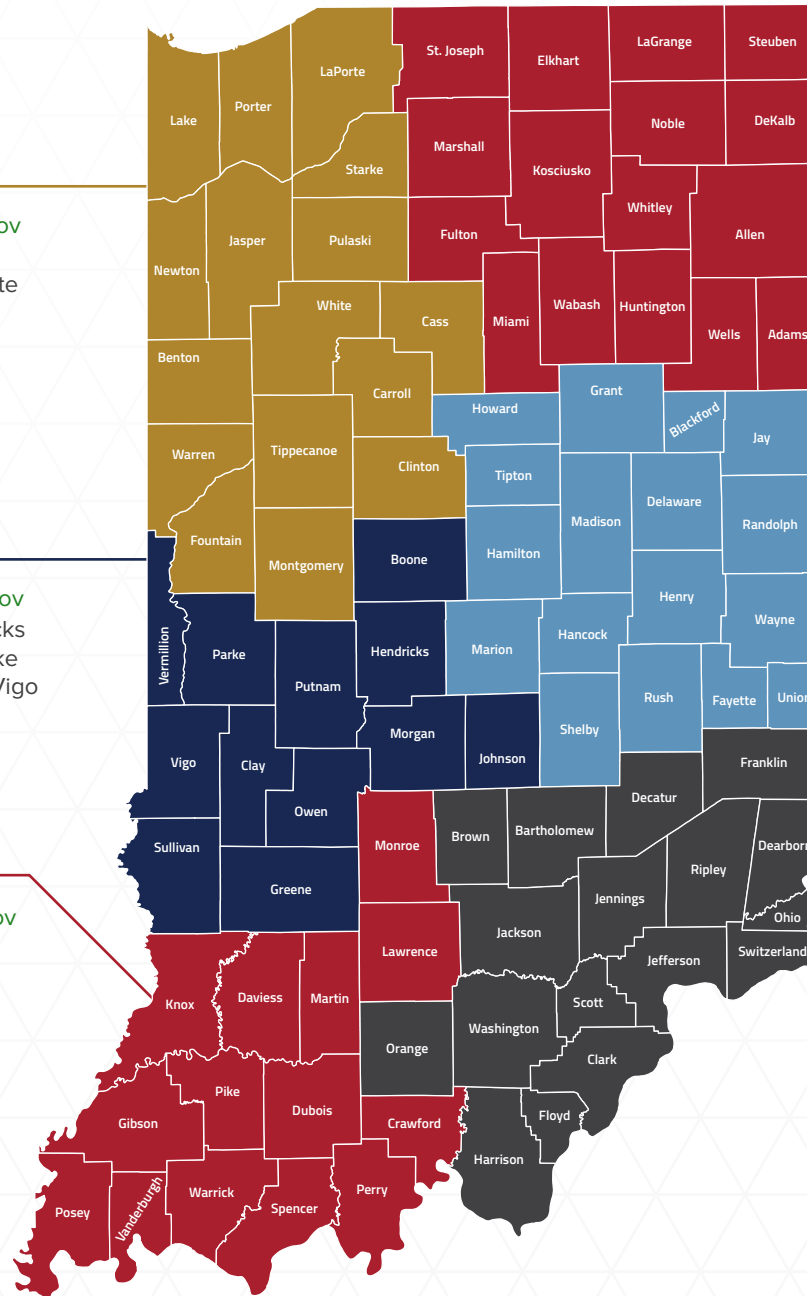 St. Joseph
Elkhart
LaGrange
Steuben
LaPorte
Lake
Porter
Noble
DeKalb
Marshall
Starke
Kosciusko
Whitley
ov
Jasper
Pulaski
Fulton
Allen
te
Newton
White
Cass
Miami
Wabash
Huntington
Wells
Adams
Benton
Carroll
Howard
Grant
Blackford
Jay
Warren
Tippecanoe
Clinton
Tipton
Delaware
Madison
Randolph
Fountain
Montgomery
Boone
Hamilton
ov
Henry
cks
Vermillion
Parke
Hendricks
Marion
Hancock
Wayne
ke
Vigo
Putnam
Rush
Fayette
Union
Vigo
Clay
Morgan
Johnson
Shelby
Franklin
Owen
Decatur
Sullivan
Monroe
Brown
Bartholomew
Dearborn
Greene
Ripley
Jennings
ov
Jackson
Ohio
Lawrence
Jefferson
Switzerland
Knox
Daviess
Martin
Scott
Washington
Orange
Clark
Pike
Dubois
Gibson
Crawford
Floyd
Harrison
Posey
Vanderburgh
Warrick
Spencer
Perry